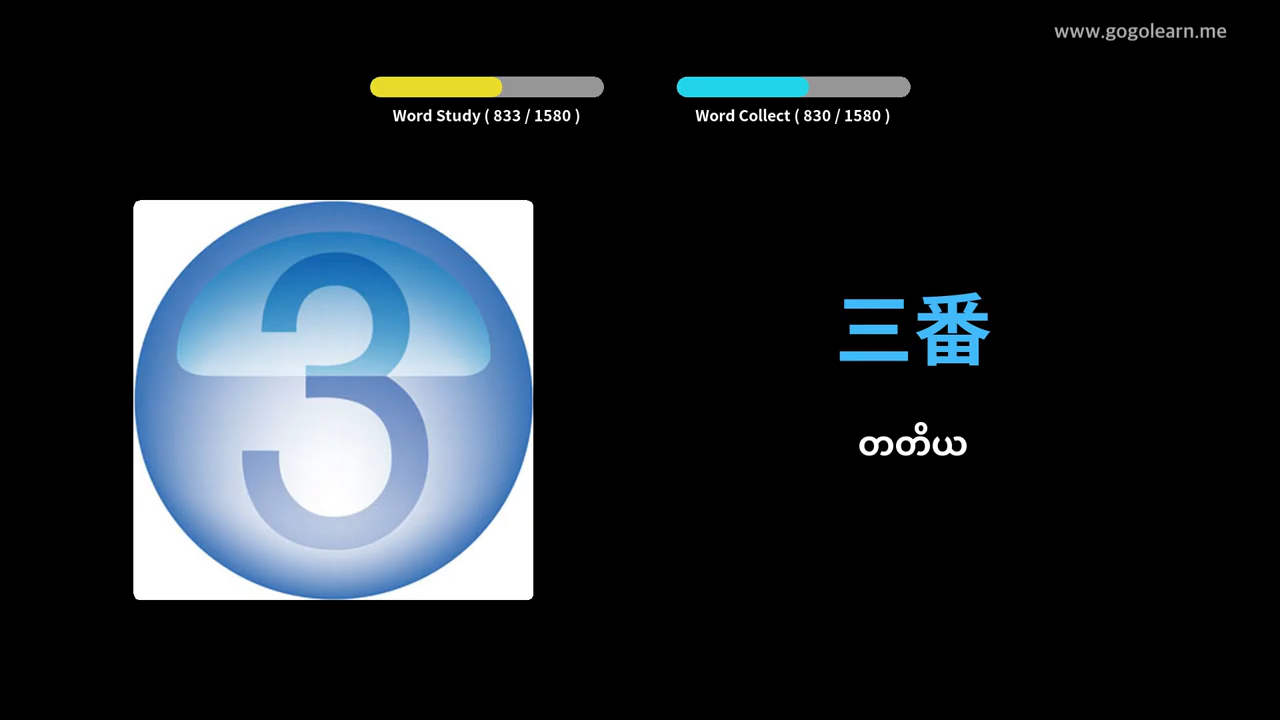 www.gogolearn.me
Word Study ( 833 / 1580 )
Word Collect ( 830 / 1580 )
3
三番
တတိယ